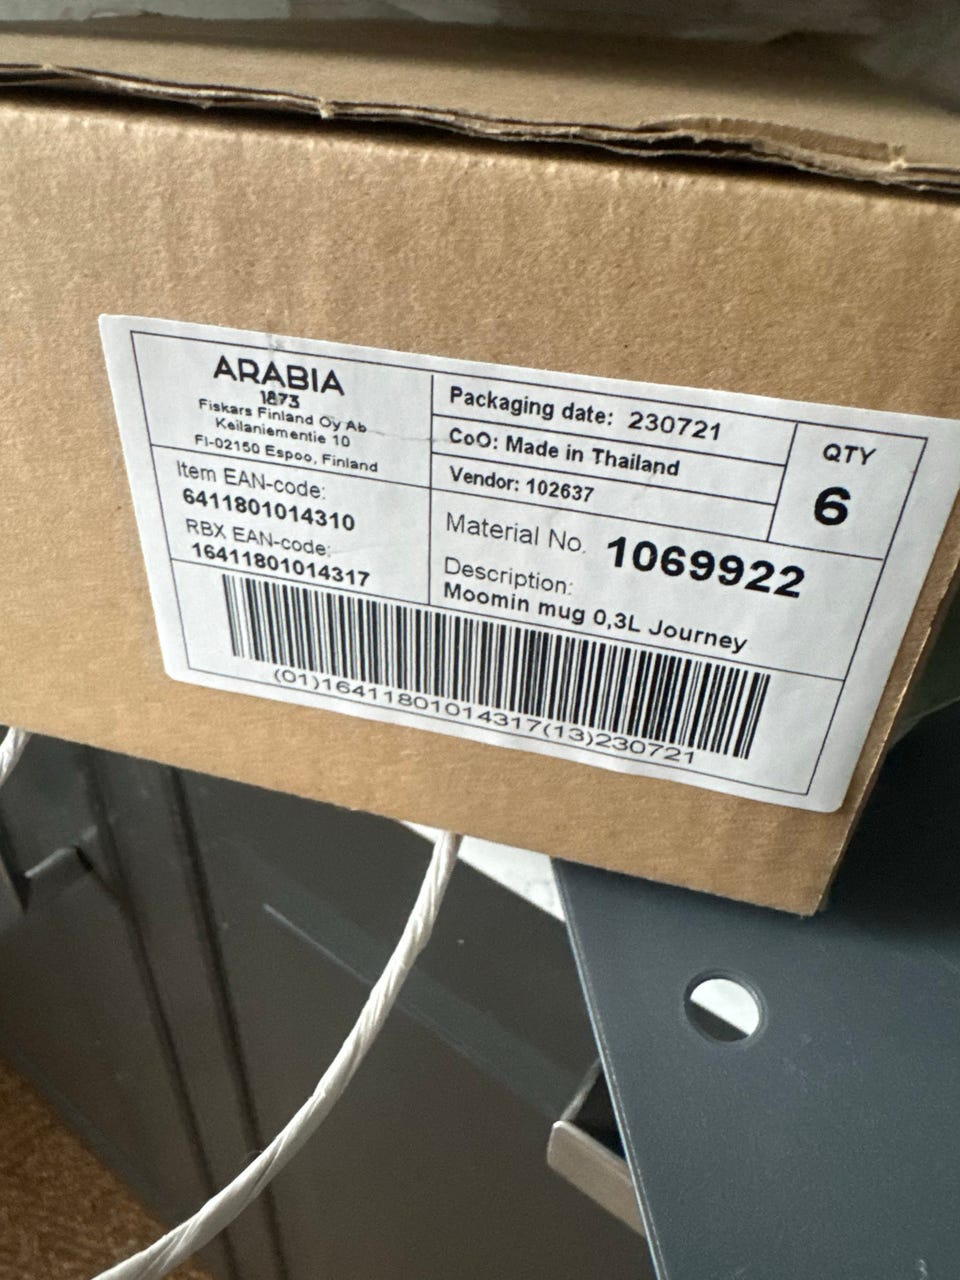 ARABIA
1873
Fiskars Finland Oy Ab
Keilaniementie 10
FI-02150 Espoo, Finland
Item EAN-code:
6411801014310
RBX EAN-code:
16411801014317
Packaging date: 230721
CoO: Made in Thailand
Vendor: 102637
QTY
6
Material No. 1069922
Description:
Moomin mug 0,3L Journey
(01)16411801014317(13)230721